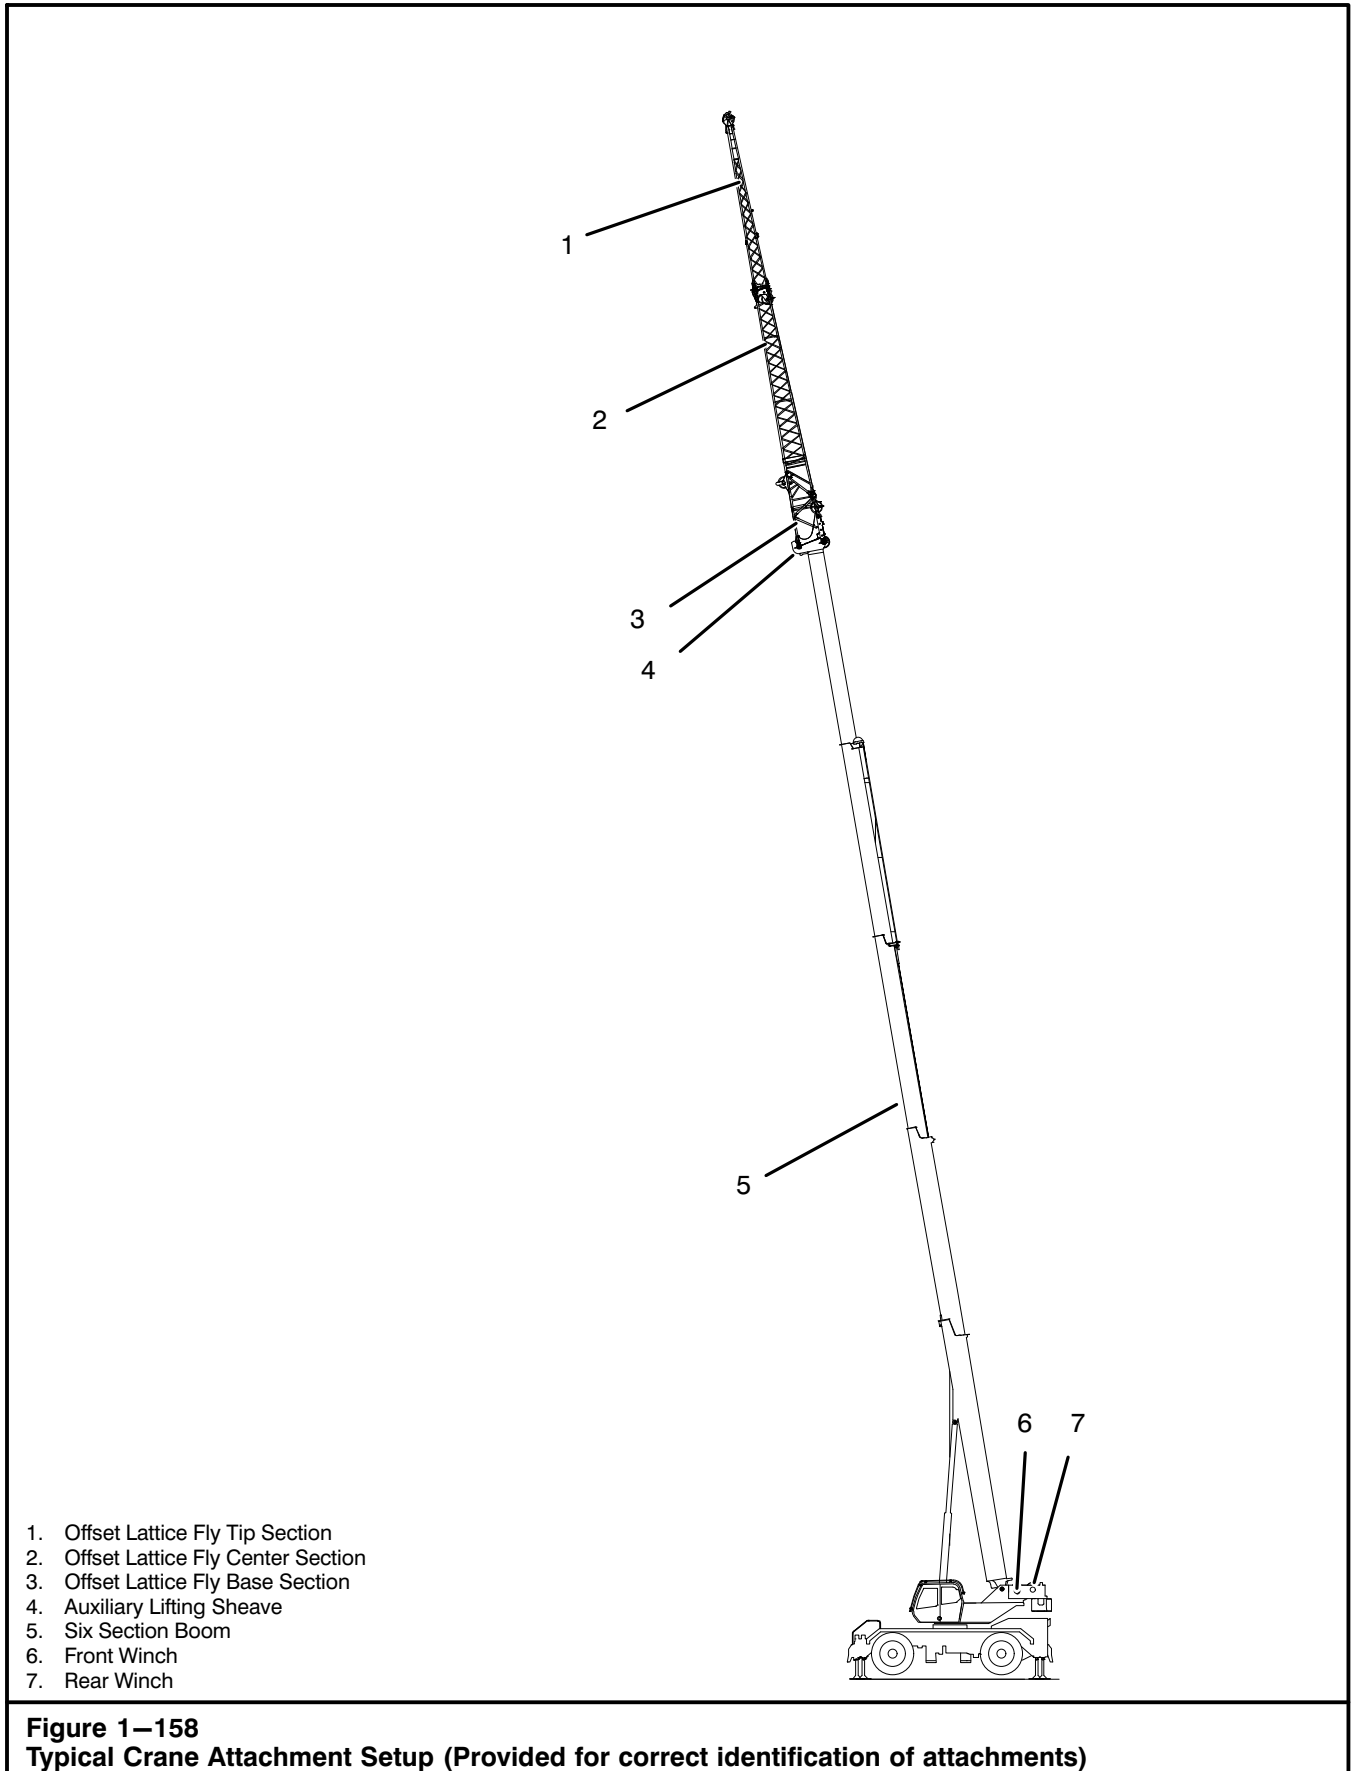 1
2
3
4
5
6 7
1. Offset Lattice Fly Tip Section
2. Offset Lattice Fly Center Section
3. Offset Lattice Fly Base Section
4. Auxiliary Lifting Sheave
5. Six Section Boom
6. Front Winch
7. Rear Winch
Figure 1–158
Typical Crane Attachment Setup (Provided for correct identification of attachments)